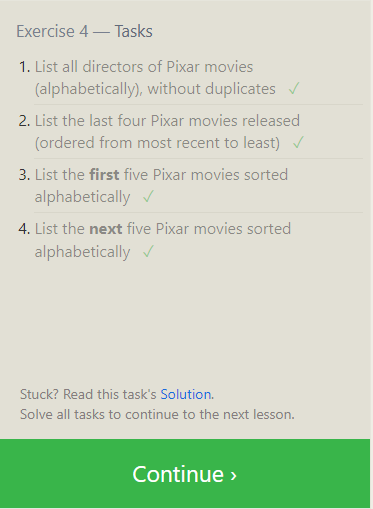 Exercise 4 — Tasks
1. List all directors of Pixar movies
(alphabetically), without duplicates ✓
2. List the last four Pixar movies released
(ordered from most recent to least) ✓
3. List the first five Pixar movies sorted
alphabetically ✓
4. List the next five Pixar movies sorted
alphabetically ✓
Stuck? Read this task's Solution.
Solve all tasks to continue to the next lesson.
Continue ›